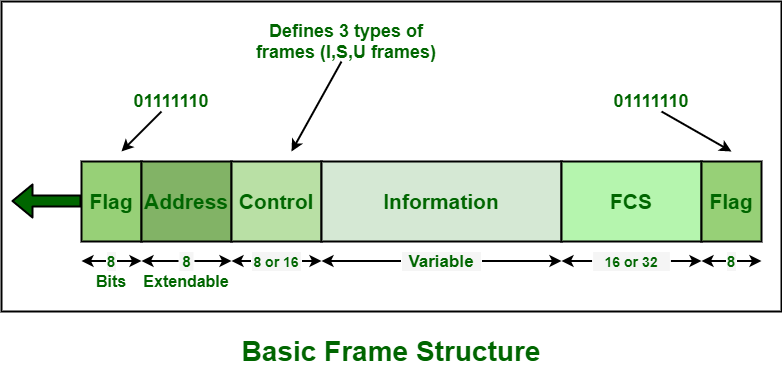 Defines 3 types of
frames (I,S,U frames)
01111110
01111110
Flag
Address
Control
Information
FCS
Flag
8
Bits
8
Extendable
8 or 16
Variable
16 or 32
8
Basic Frame Structure